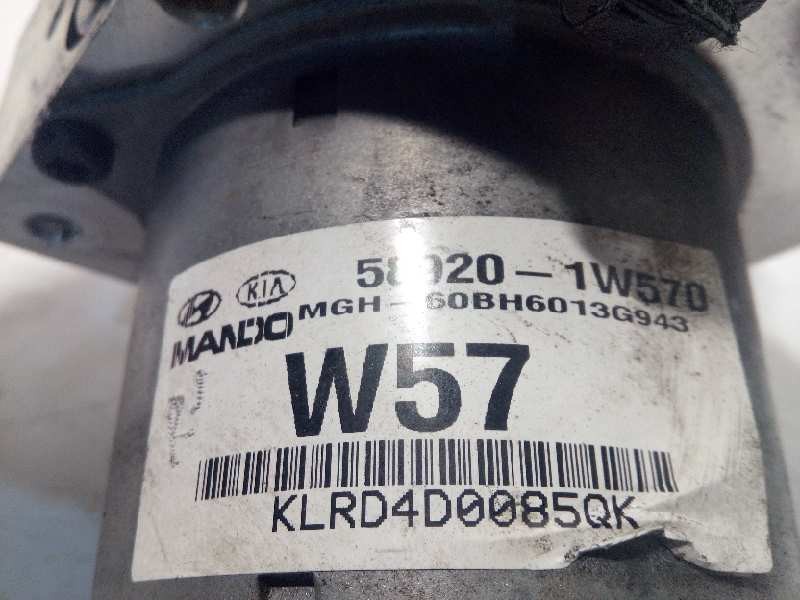 58920-1W570
KIA
MGH-60BH6013G943
MANDO
W57
KLRD4D0085QK